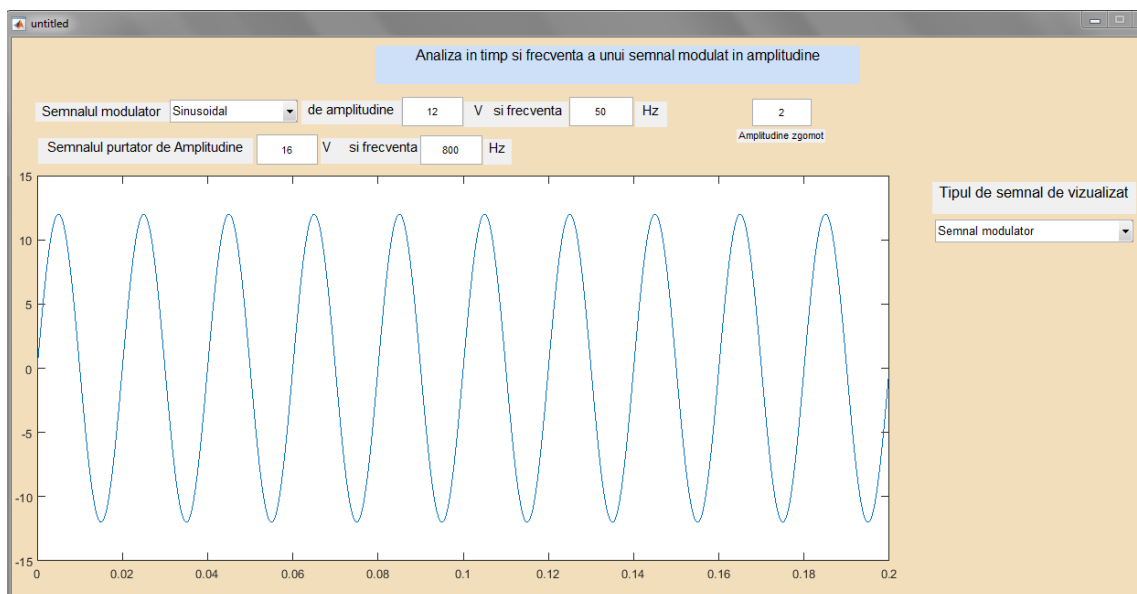 untitled
Analiza in timp si frecventa a unui semnal modulat in amplitudine
Semnalul modulator Sinusoidal de amplitudine 12 V si frecventa 50 Hz 2
Amplitudine zgomot
Semnalul purtator de Amplitudine 16 V si frecventa 800 Hz
Tipul de semnal de vizualizat
Semnal modulator
15
10
5
0
-5
-10
-15
0 0.02 0.04 0.06 0.08 0.1 0.12 0.14 0.16 0.18 0.2